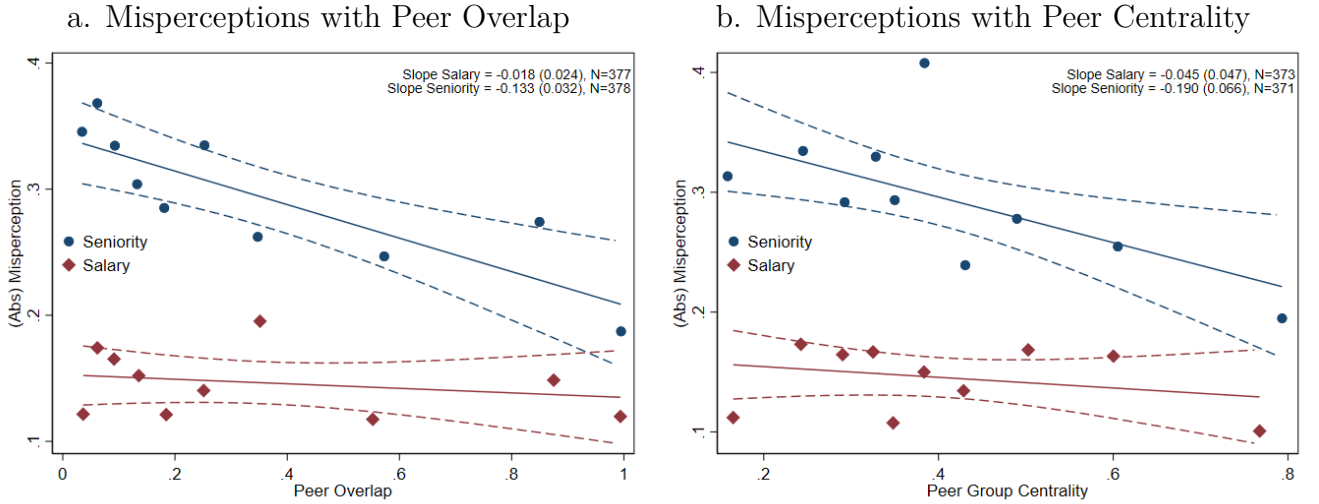 a. Misperceptions with Peer Overlap
Slope Salary = -0.018 (0.024), N=377
Slope Seniority = -0.133 (0.032), N=378
.4
.3
.2
.1
(Abs) Misperception
Seniority
Salary
0 .2 .4 .6 .8 1
Peer Overlap
b. Misperceptions with Peer Centrality
Slope Salary = -0.045 (0.047), N=373
Slope Seniority = -0.190 (0.066), N=371
.4
.3
.2
.1
(Abs) Misperception
Seniority
Salary
.2 .4 .6 .8
Peer Group Centrality